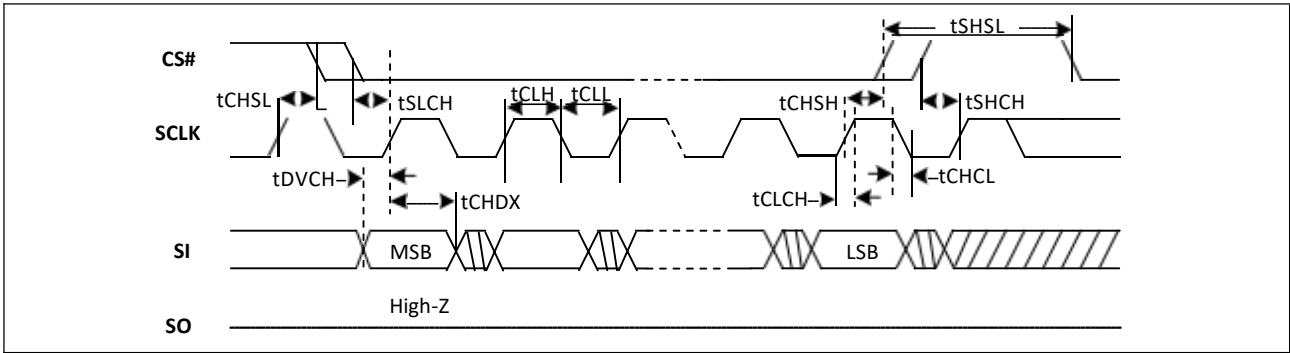 tSHSL
CS#
tCHSL
tSLCH
tCLH
tCLL
tCHSH
tSHCH
SCLK
tDVCH
tCHCL
tCHDX
tCLCH
SI
MSB
LSB
High-Z
SO